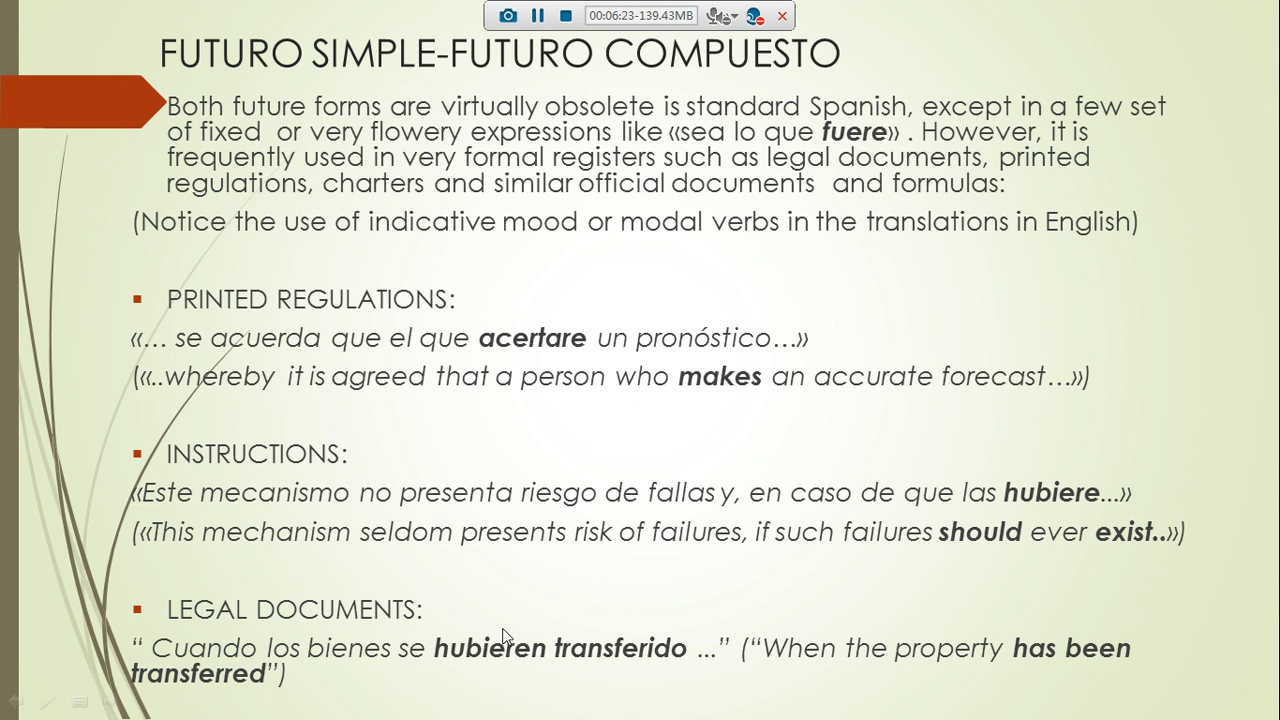 00:06:23-139.43MB
FUTURO SIMPLE-FUTURO COMPUESTO
Both future forms are virtually obsolete is standard Spanish, except in a few set
of fixed or very flowery expressions like «sea lo que fuere» . However, it is
frequently used in very formal registers such as legal documents, printed
regulations, charters and similar official documents and formulas:
(Notice the use of indicative mood or modal verbs in the translations in English)
▪ PRINTED REGULATIONS:
«... se acuerda que el que acertare un pronóstico...»
(«..whereby it is agreed that a person who makes an accurate forecast...»)
▪ INSTRUCTIONS:
«Este mecanismo no presenta riesgo de fallas y, en caso de que las hubiere...»
(«This mechanism seldom presents risk of failures, if such failures should ever exist..»)
▪ LEGAL DOCUMENTS:
“ Cuando los bienes se hubieren transferido ...” (“When the property has been
transferred”)